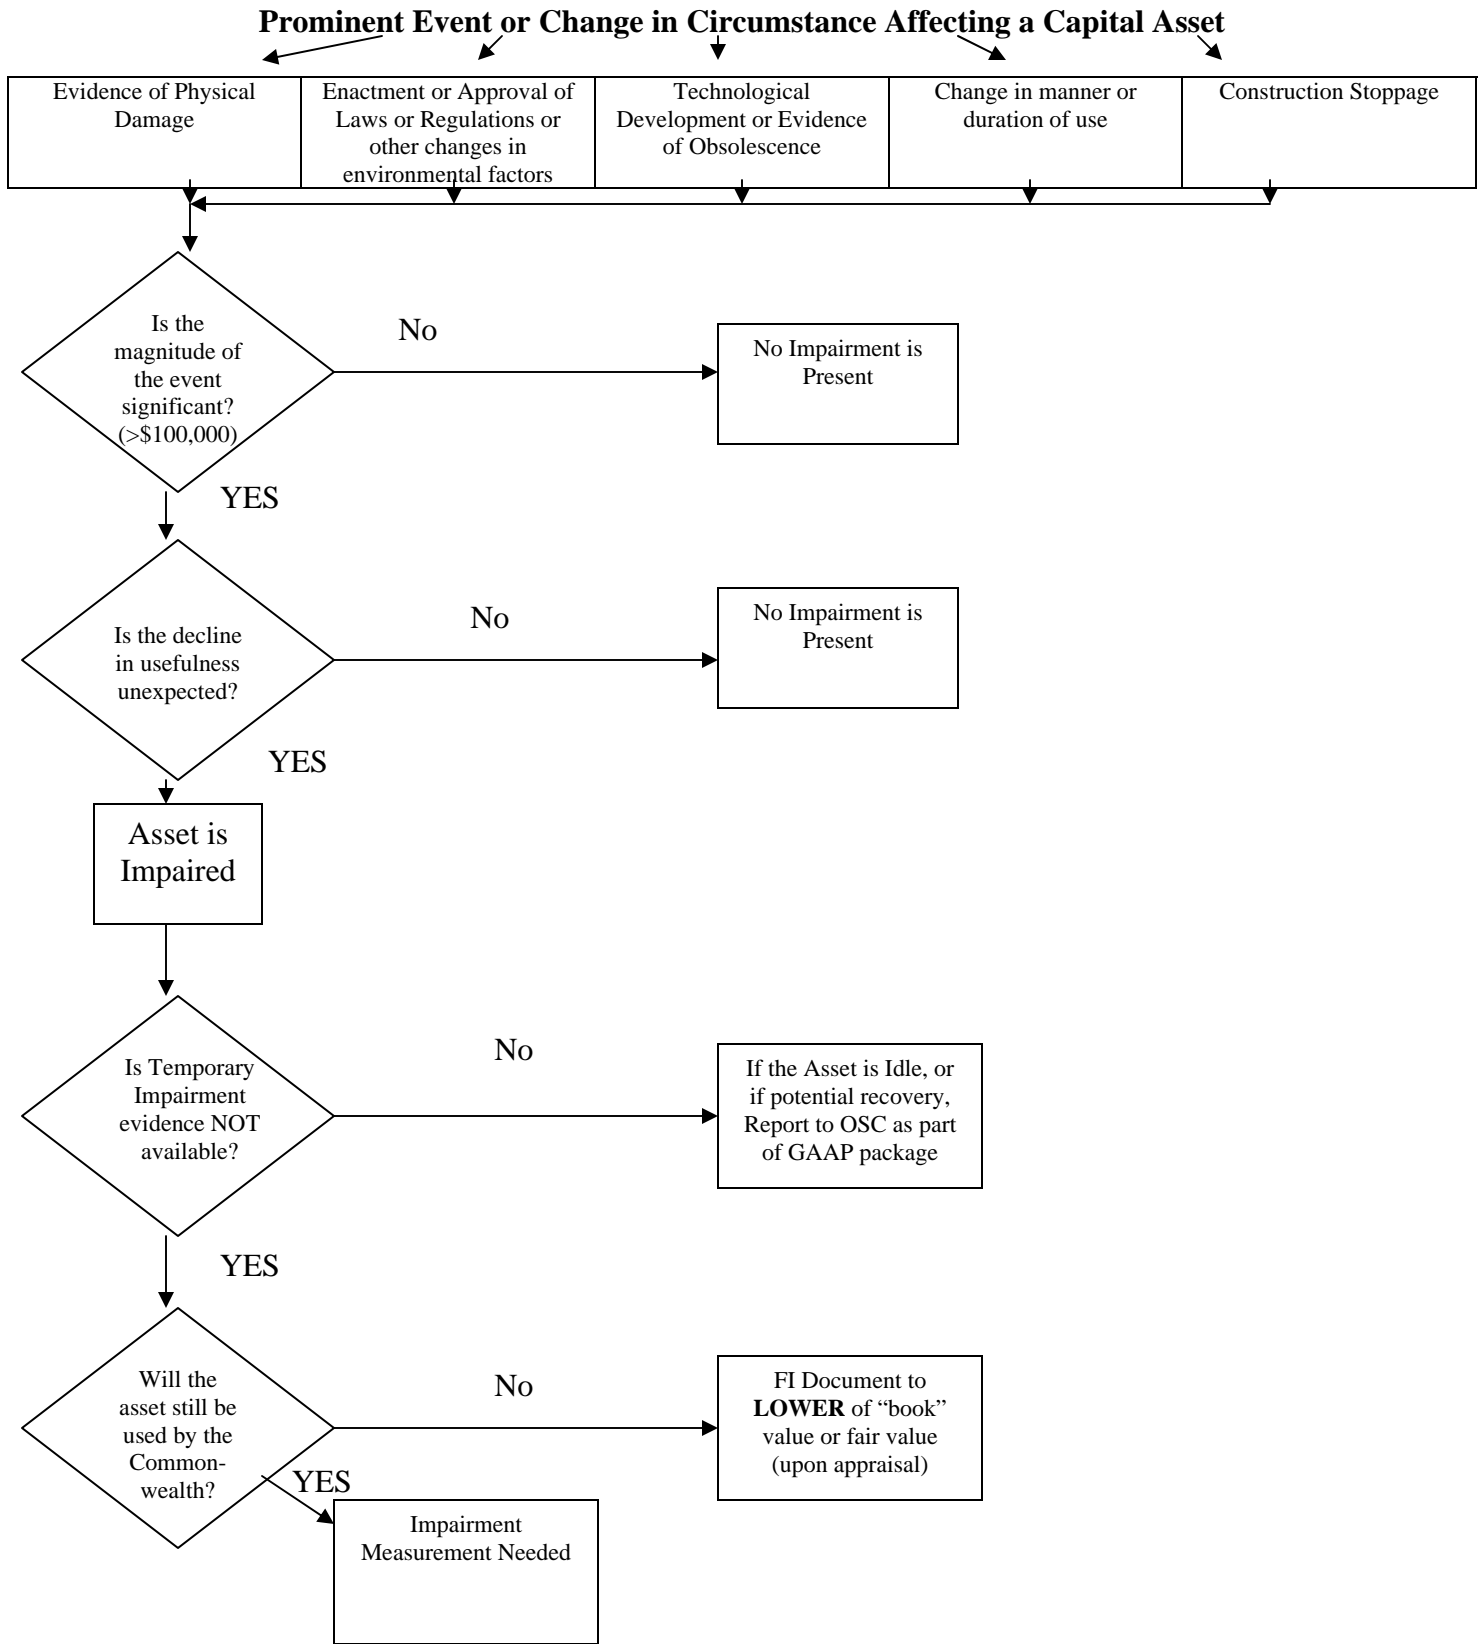 Prominent Event or Change in Circumstance Affecting a Capital Asset
Evidence of Physical
Damage
Enactment or Approval of
Laws or Regulations or
other changes in
environmental factors
Technological
Development or Evidence
of Obsolescence
Change in manner or
duration of use
Construction Stoppage
Is the
magnitude of
the event
significant?
(>$100,000)
No
No Impairment is
Present
YES
Is the decline
in usefulness
unexpected?
No
No Impairment is
Present
YES
Asset is
Impaired
Is Temporary
Impairment
evidence NOT
available?
No
If the Asset is Idle, or
if potential recovery,
Report to OSC as part
of GAAP package
YES
Will the
asset still be
used by the
Common-
wealth?
No
FI Document to
LOWER of “book”
value or fair value
(upon appraisal)
YES
Impairment
Measurement Needed